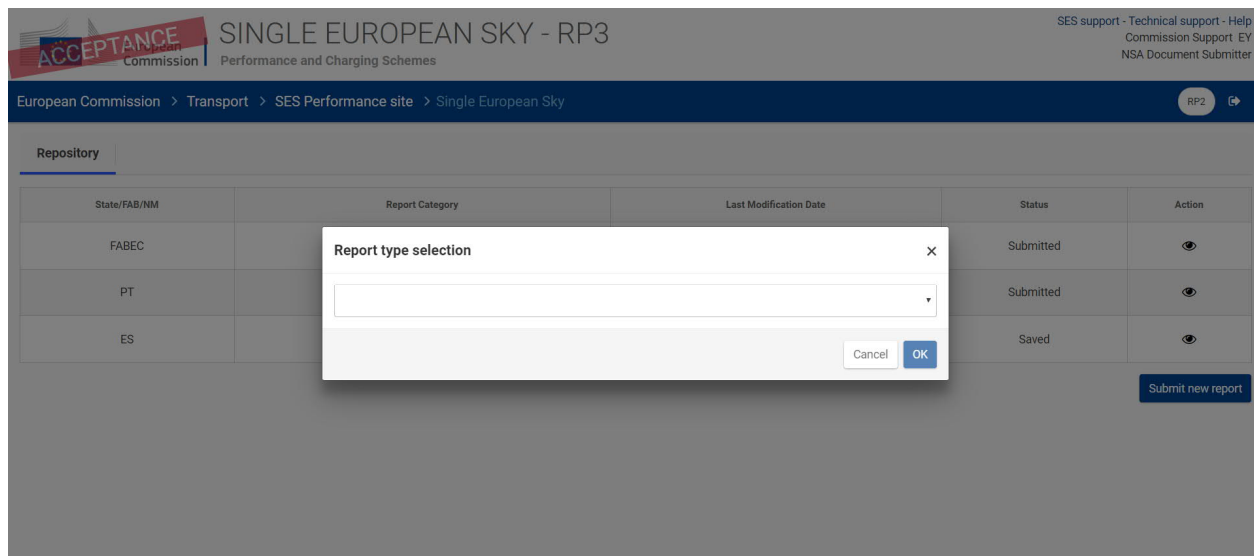 ACCEPTANCE
European
Commission
SINGLE EUROPEAN SKY - RP3
Performance and Charging Schemes
SES support - Technical support - Help
Commission Support EY
NSA Document Submitter
European Commission > Transport > SES Performance site > Single European Sky
RP2
Repository
State/FAB/NM Report Category Last Modification Date Status Action
FABEC Submitted
Report type selection ×
PT Submitted
ES Saved
Cancel OK
Submit new report